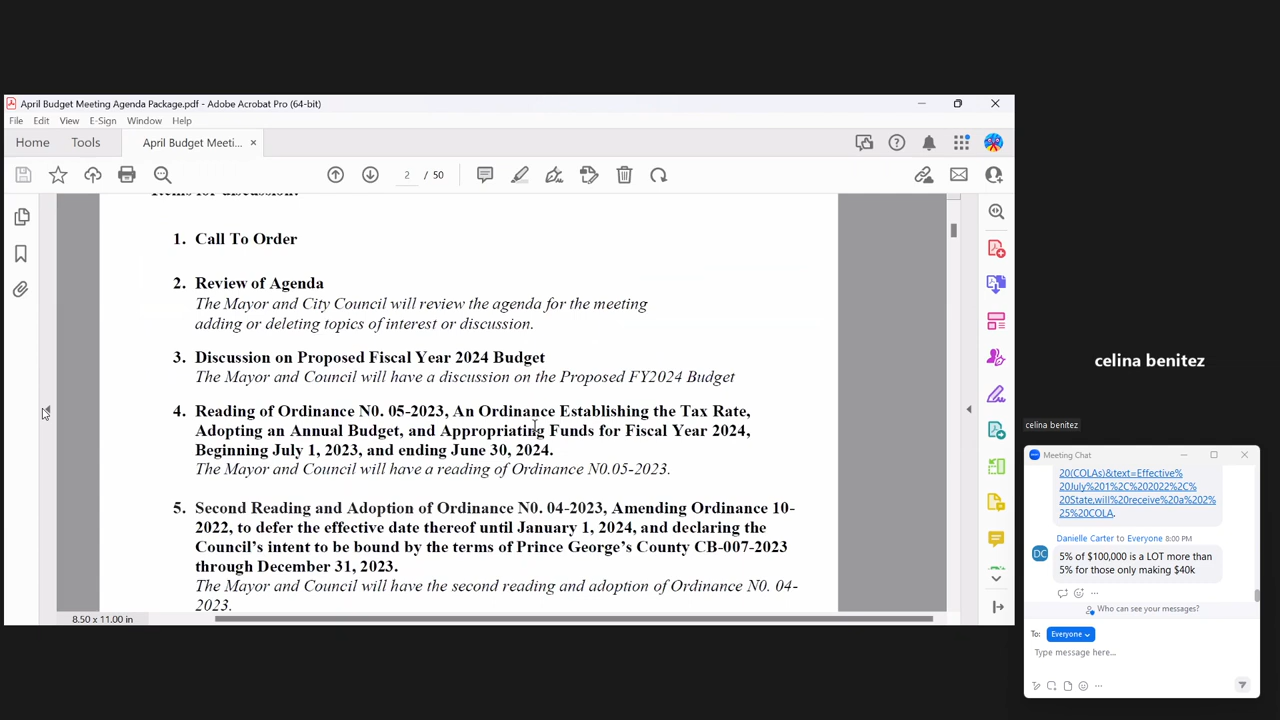 April Budget Meeting Agenda Package.pdf - Adobe Acrobat Pro (64-bit)
File Edit View E-Sign Window Help
Home Tools April Budget Meeti... ×
2 / 50
Items for discussion:
1. Call To Order
2. Review of Agenda
The Mayor and City Council will review the agenda for the meeting
adding or deleting topics of interest or discussion.
3. Discussion on Proposed Fiscal Year 2024 Budget
The Mayor and Council will have a discussion on the Proposed FY2024 Budget
4. Reading of Ordinance N0. 05-2023, An Ordinance Establishing the Tax Rate,
Adopting an Annual Budget, and Appropriating Funds for Fiscal Year 2024,
Beginning July 1, 2023, and ending June 30, 2024.
The Mayor and Council will have a reading of Ordinance N0.05-2023.
5. Second Reading and Adoption of Ordinance N0. 04-2023, Amending Ordinance 10-
2022, to defer the effective date thereof until January 1, 2024, and declaring the
Council's intent to be bound by the terms of Prince George's County CB-007-2023
through December 31, 2023.
The Mayor and Council will have the second reading and adoption of Ordinance N0. 04-
2023.
8.50 x 11.00 in
celina benitez
celina benitez
Meeting Chat
20(COLAs)&text=Effective%
20July%201%2C%202022%2C%
20State,will%20receive%20a%202%
25%20COLA.
Danielle Carter to Everyone 8:00 PM
DC
5% of $100,000 is a LOT more than
5% for those only making $40k
Who can see your messages?
To: Everyone
Type message here...